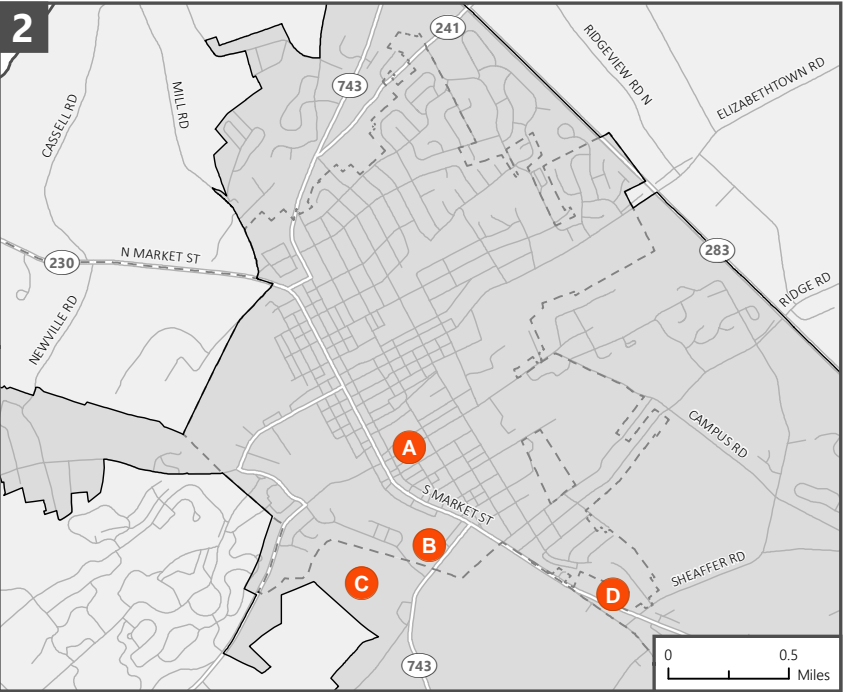 2
241
743
RIDGEVIEW RD N
ELIZABETHTOWN RD
CASSELL RD
MILL RD
230
N MARKET ST
283
NEWVILLE RD
RIDGE RD
CAMPUS RD
A
S MARKET ST
B
C
SHEAFFER RD
D
743
0 0.5
Miles